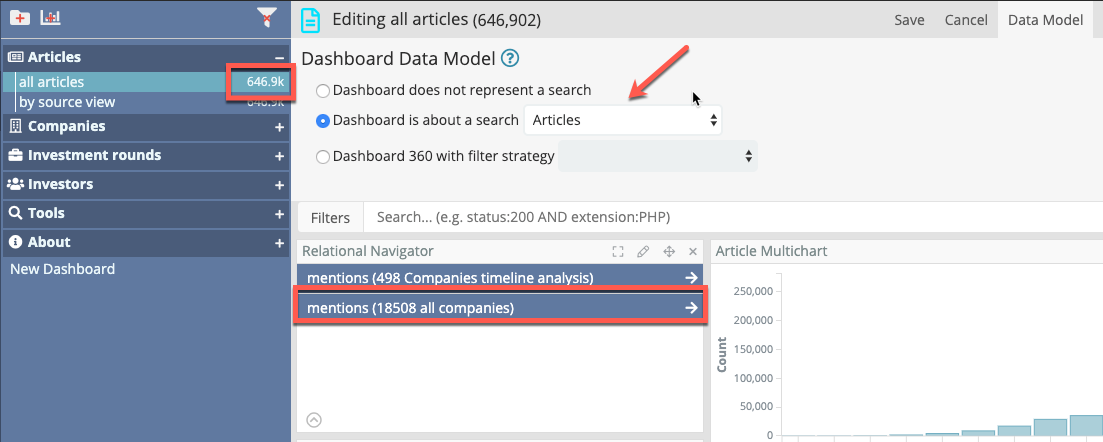 Editing all articles (646,902)
Save
Cancel
Data Model
Articles
all articles
646.9k
by source view
646.9k
Companies
Investment rounds
Investors
Tools
About
New Dashboard
Dashboard Data Model
Dashboard does not represent a search
Dashboard is about a search
Articles
Dashboard 360 with filter strategy
Filters
Search... (e.g. status:200 AND extension:PHP)
Relational Navigator
mentions (498 Companies timeline analysis)
mentions (18508 all companies)
Article Multichart
250,000
200,000
150,000
100,000
50,000
0
Count